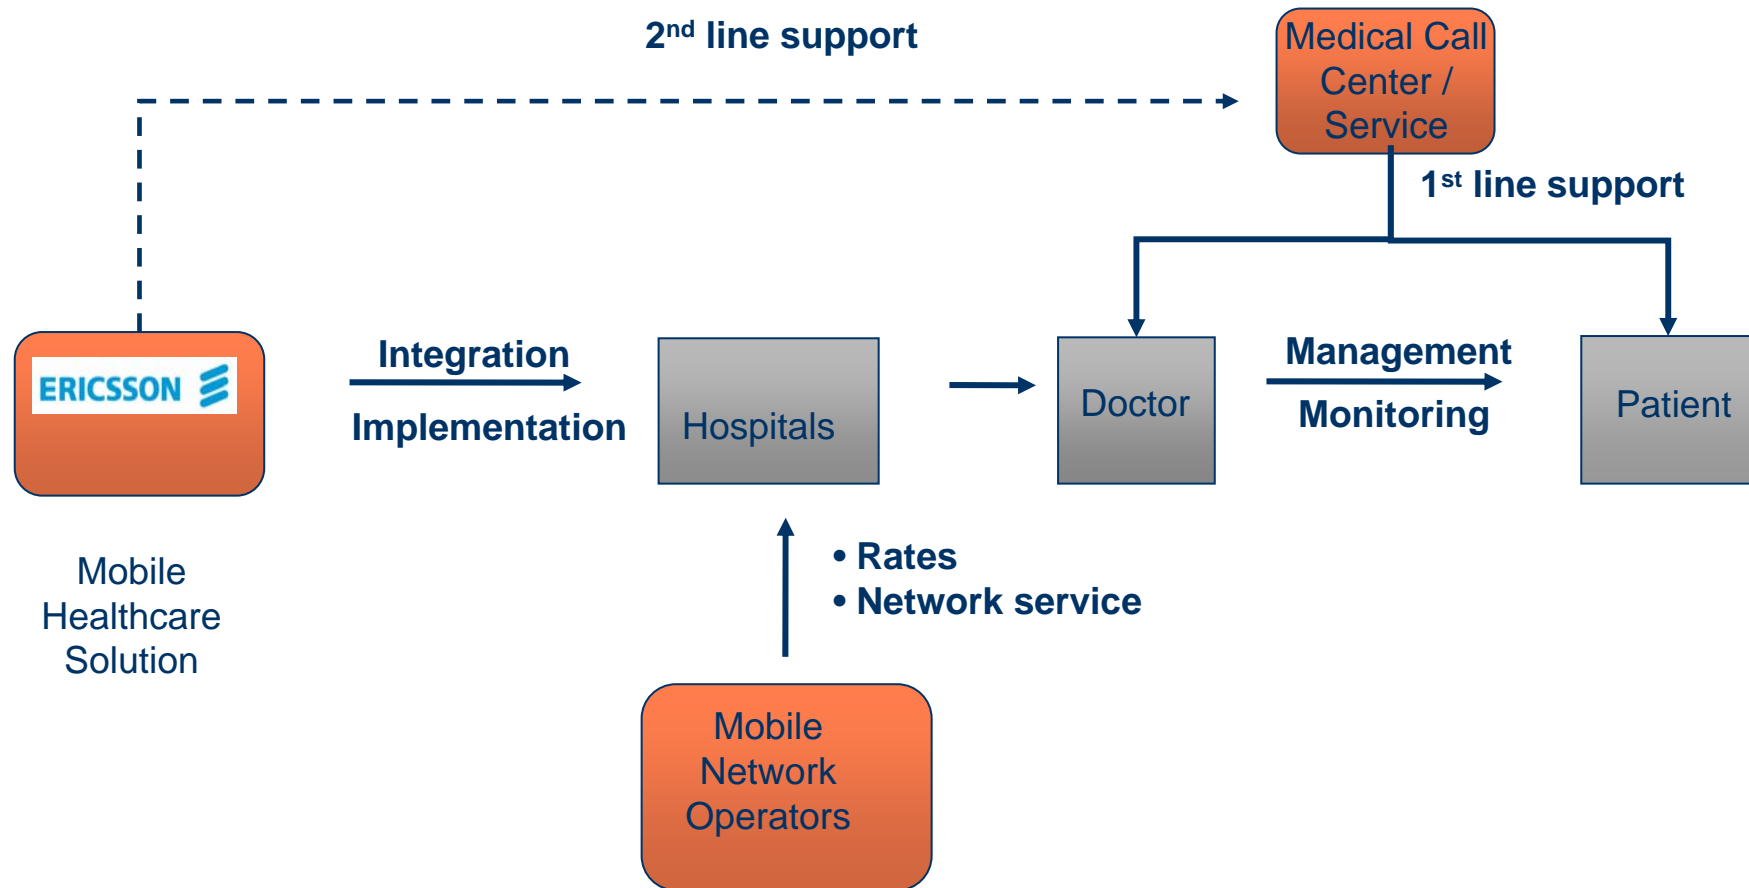 2nd line support
Medical Call
Center /
Service
1st line support
ERICSSON
Integration
Implementation
Hospitals
Doctor
Management
Monitoring
Patient
Mobile
Healthcare
Solution
• Rates
• Network service
Mobile
Network
Operators